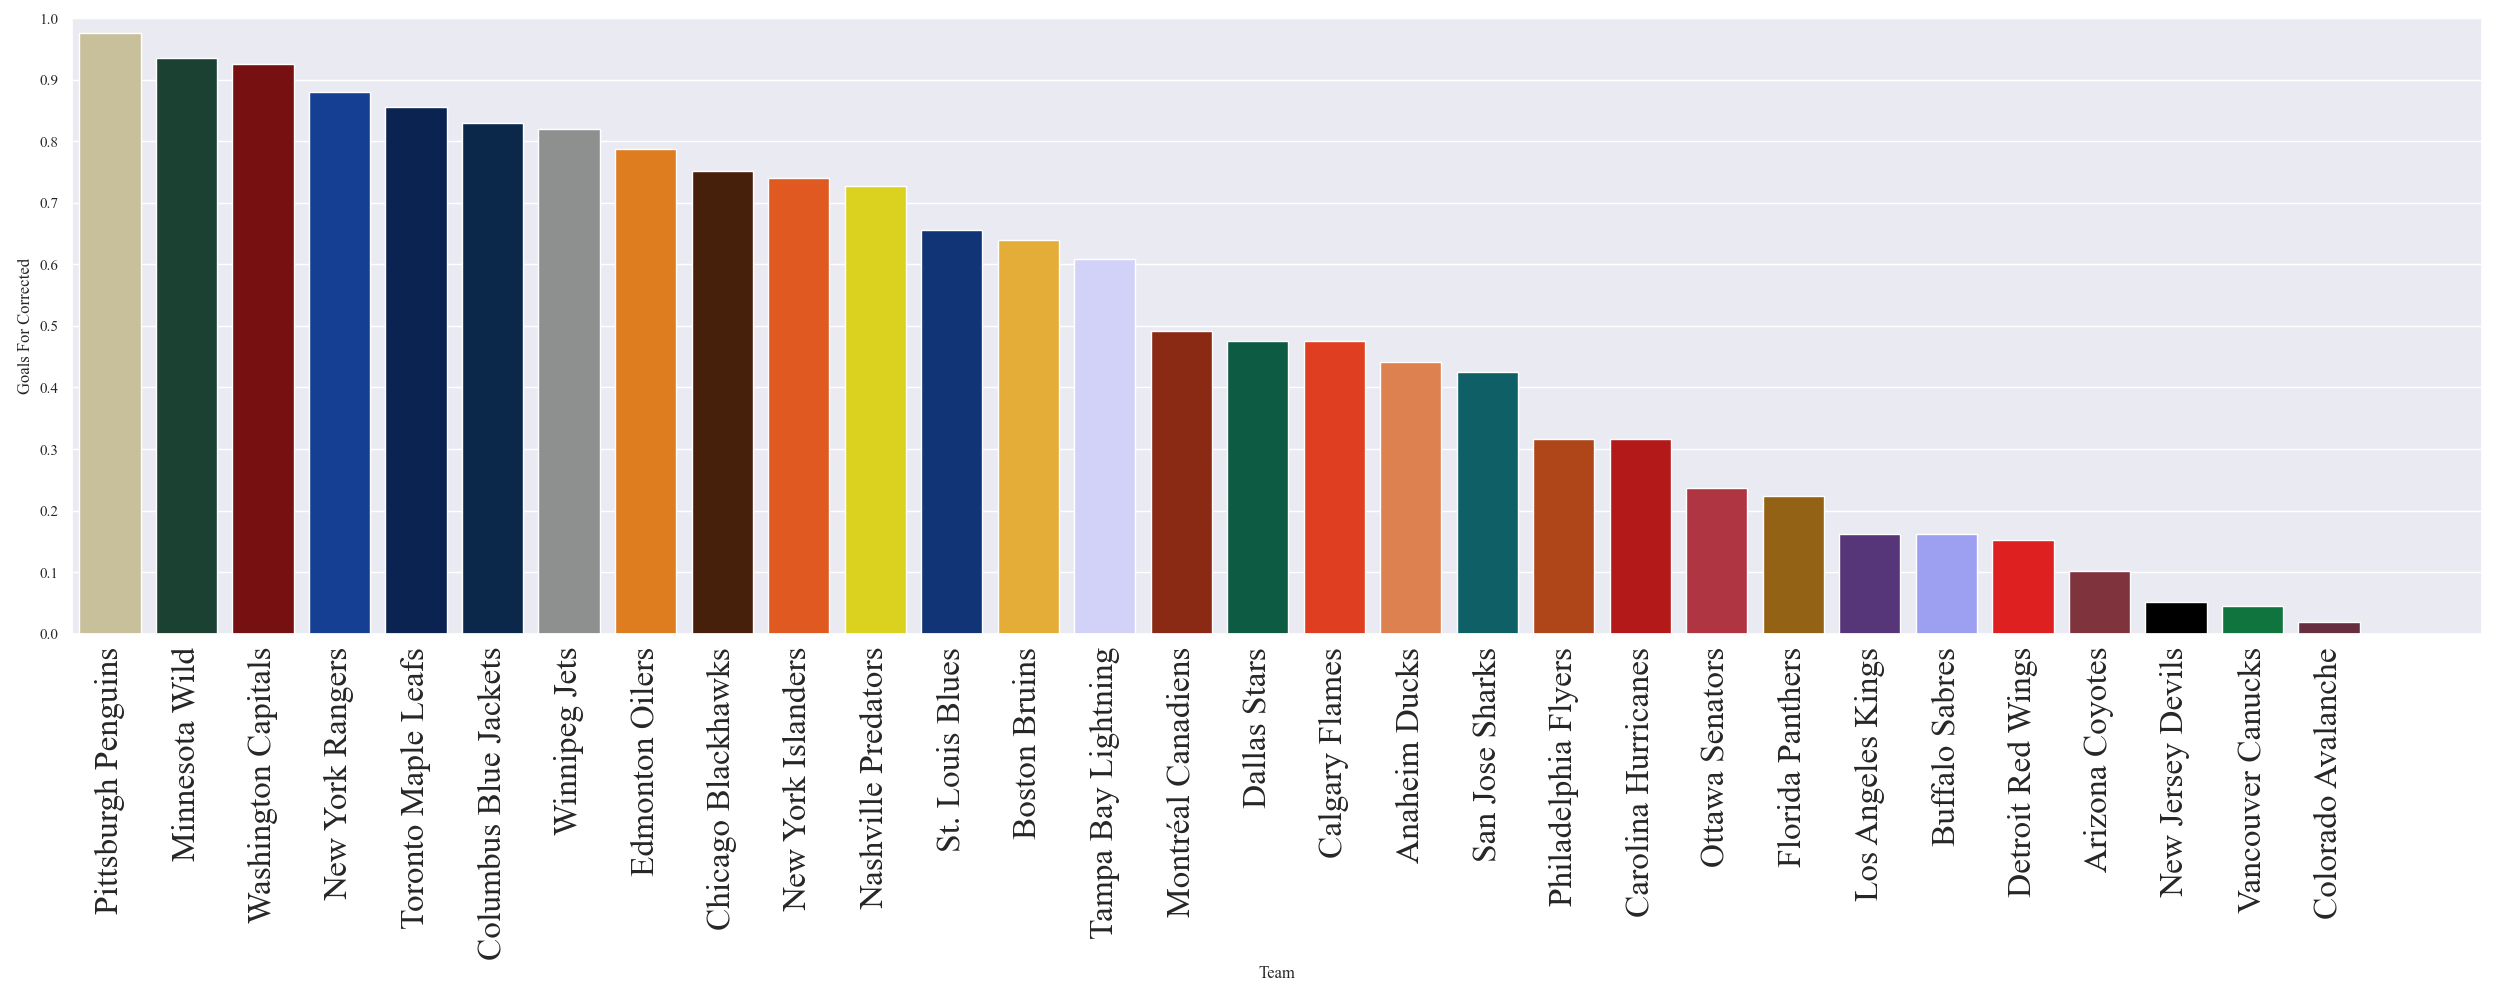 1.0
0.9
0.8
0.7
0.6
0.5
0.4
0.3
0.2
0.1
0.0
Goals For Corrected
Pittsburgh Penguins
Minnesota Wild
Washington Capitals
New York Rangers
Toronto Maple Leafs
Columbus Blue Jackets
Winnipeg Jets
Edmonton Oilers
Chicago Blackhawks
New York Islanders
Nashville Predators
St. Louis Blues
Boston Bruins
Tampa Bay Lightning
Montréal Canadiens
Dallas Stars
Calgary Flames
Anaheim Ducks
San Jose Sharks
Philadelphia Flyers
Carolina Hurricanes
Ottawa Senators
Florida Panthers
Los Angeles Kings
Buffalo Sabres
Detroit Red Wings
Arizona Coyotes
New Jersey Devils
Vancouver Canucks
Colorado Avalanche
Team